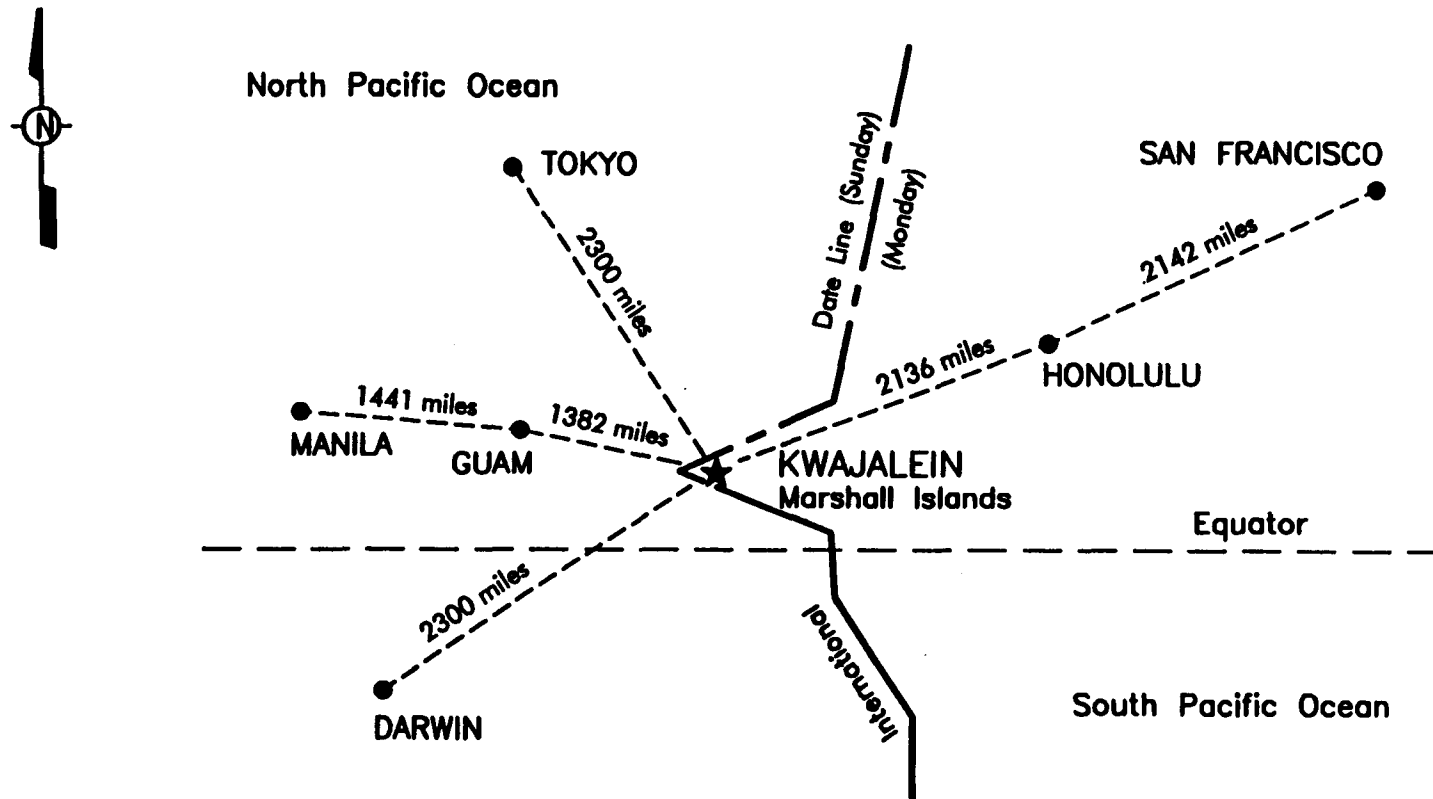 N
North Pacific Ocean
TOKYO
SAN FRANCISCO
Date Line (Sunday)
(Monday)
2300 miles
2142 miles
2136 miles
HONOLULU
1441 miles
1382 miles
MANILA
GUAM
KWAJALEIN
Marshall Islands
Equator
2300 miles
International
DARWIN
South Pacific Ocean